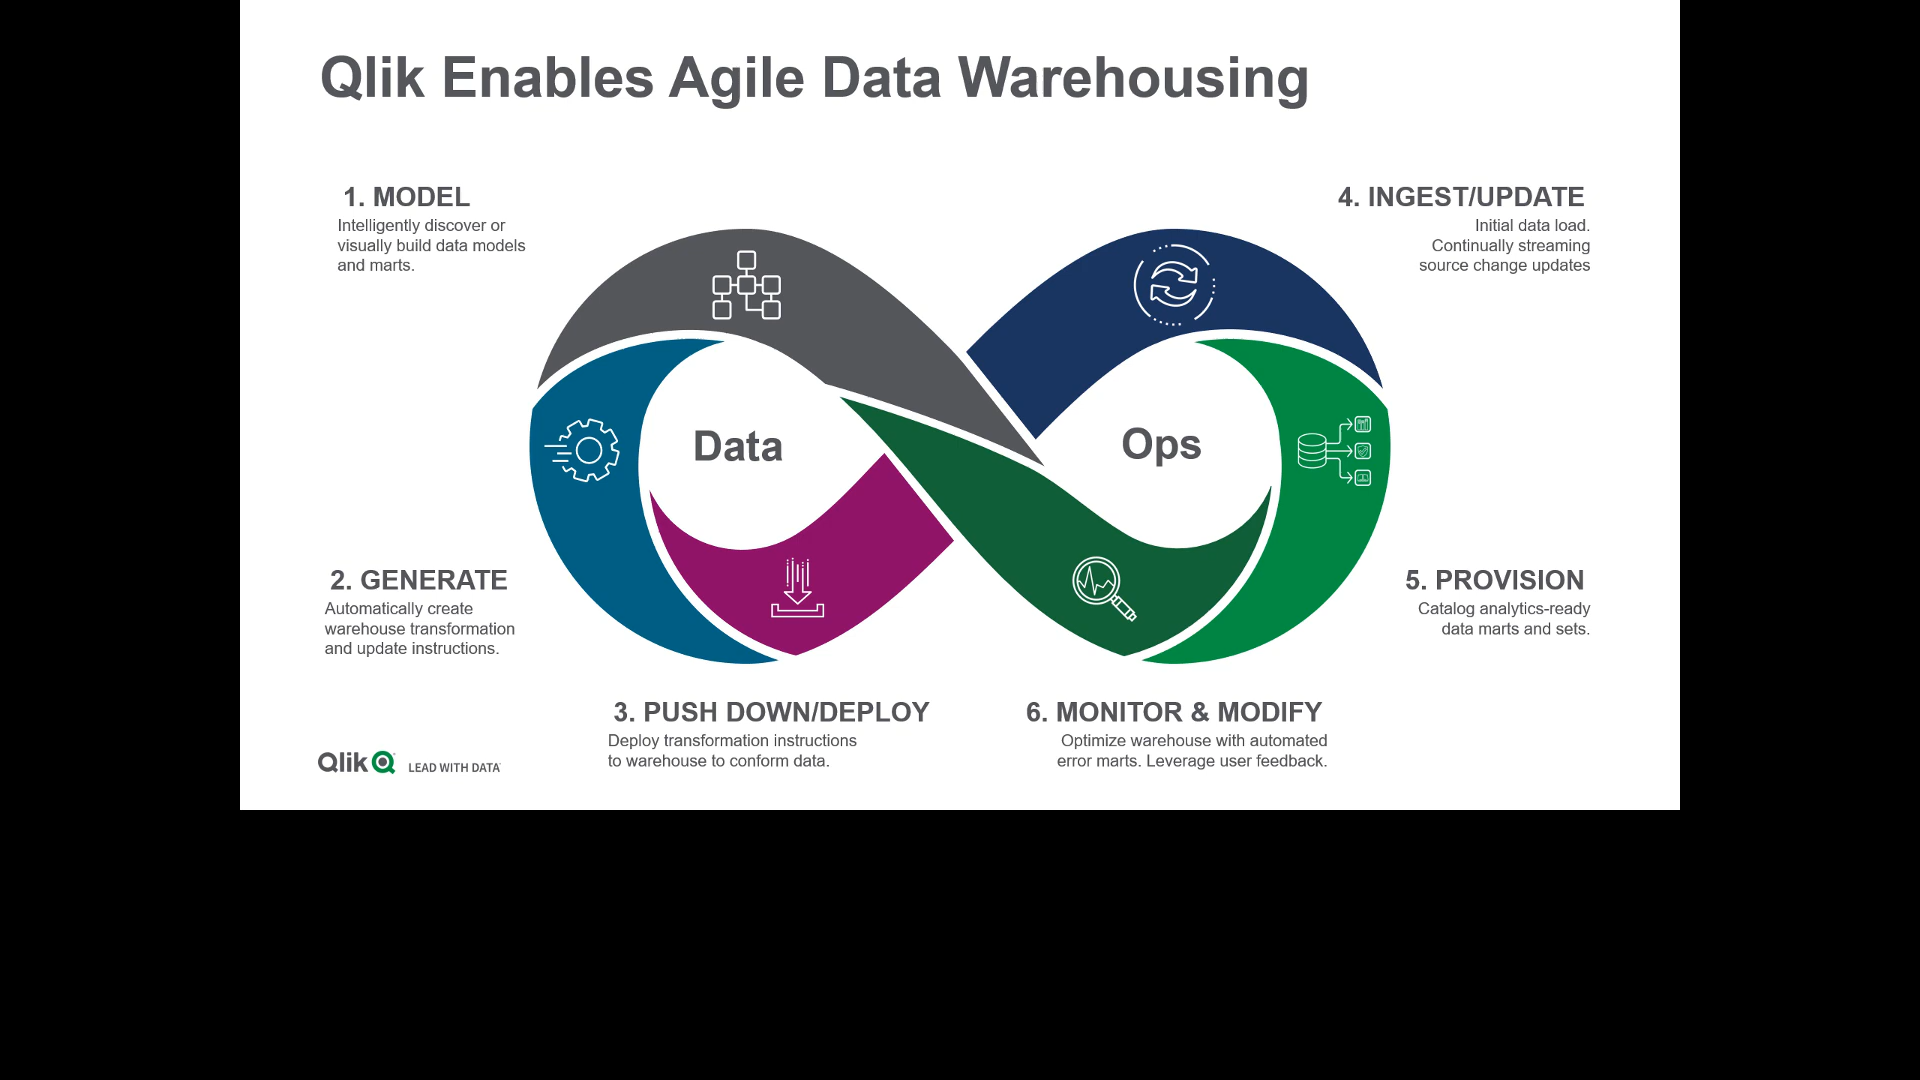 Qlik Enables Agile Data Warehousing
1. MODEL
Intelligently discover or
visually build data models
and marts.
4. INGEST/UPDATE
Initial data load.
Continually streaming
source change updates
Data
Ops
2. GENERATE
Automatically create
warehouse transformation
and update instructions.
5. PROVISION
Catalog analytics-ready
data marts and sets.
3. PUSH DOWN/DEPLOY
Deploy transformation instructions
to warehouse to conform data.
6. MONITOR & MODIFY
Optimize warehouse with automated
error marts. Leverage user feedback.
Qlik LEAD WITH DATA